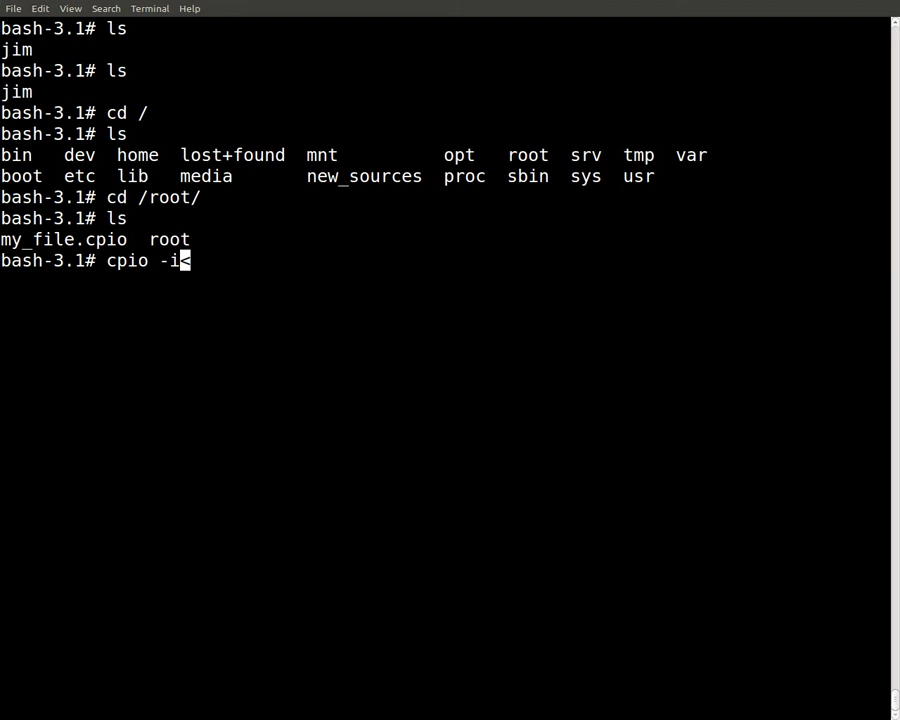 File Edit View Search Terminal Help
bash-3.1# ls
jim
bash-3.1# ls
jim
bash-3.1# cd /
bash-3.1# ls
bin   dev  home  lost+found  mnt          opt   root  srv  tmp  var
boot  etc  lib   media       new_sources  proc  sbin  sys  usr
bash-3.1# cd /root/
bash-3.1# ls
my_file.cpio  root
bash-3.1# cpio -i<